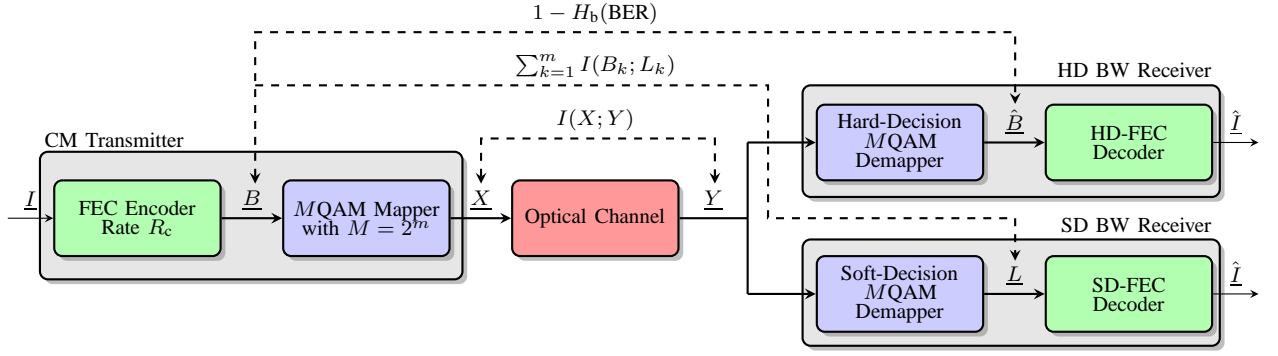 1 − H_b(BER)
∑_{k=1}^{m} I(B_k; L_k)
HD BW Receiver
I(X; Y)
CM Transmitter
Hard-Decision
MQAM
Demapper
B̂
HD-FEC
Decoder
Î
I
FEC Encoder
Rate R_c
B
MQAM Mapper
with M = 2^m
X
Optical Channel
Y
SD BW Receiver
Soft-Decision
MQAM
Demapper
L
SD-FEC
Decoder
Î